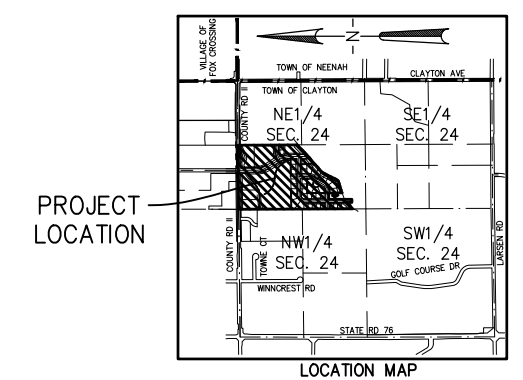 VILLAGE OF
FOX CROSSING
N
TOWN OF NEENAH
CLAYTON AVE
TOWN OF CLAYTON
COUNTY RD II
NE1/4
SEC. 24
SE1/4
SEC. 24
PROJECT
LOCATION
COUNTY RD II
TOWNE CT
NW1/4
SEC. 24
SW1/4
SEC. 24
LARSEN RD
GOLF COURSE DR
WINNCREST RD
STATE RD 76
LOCATION MAP